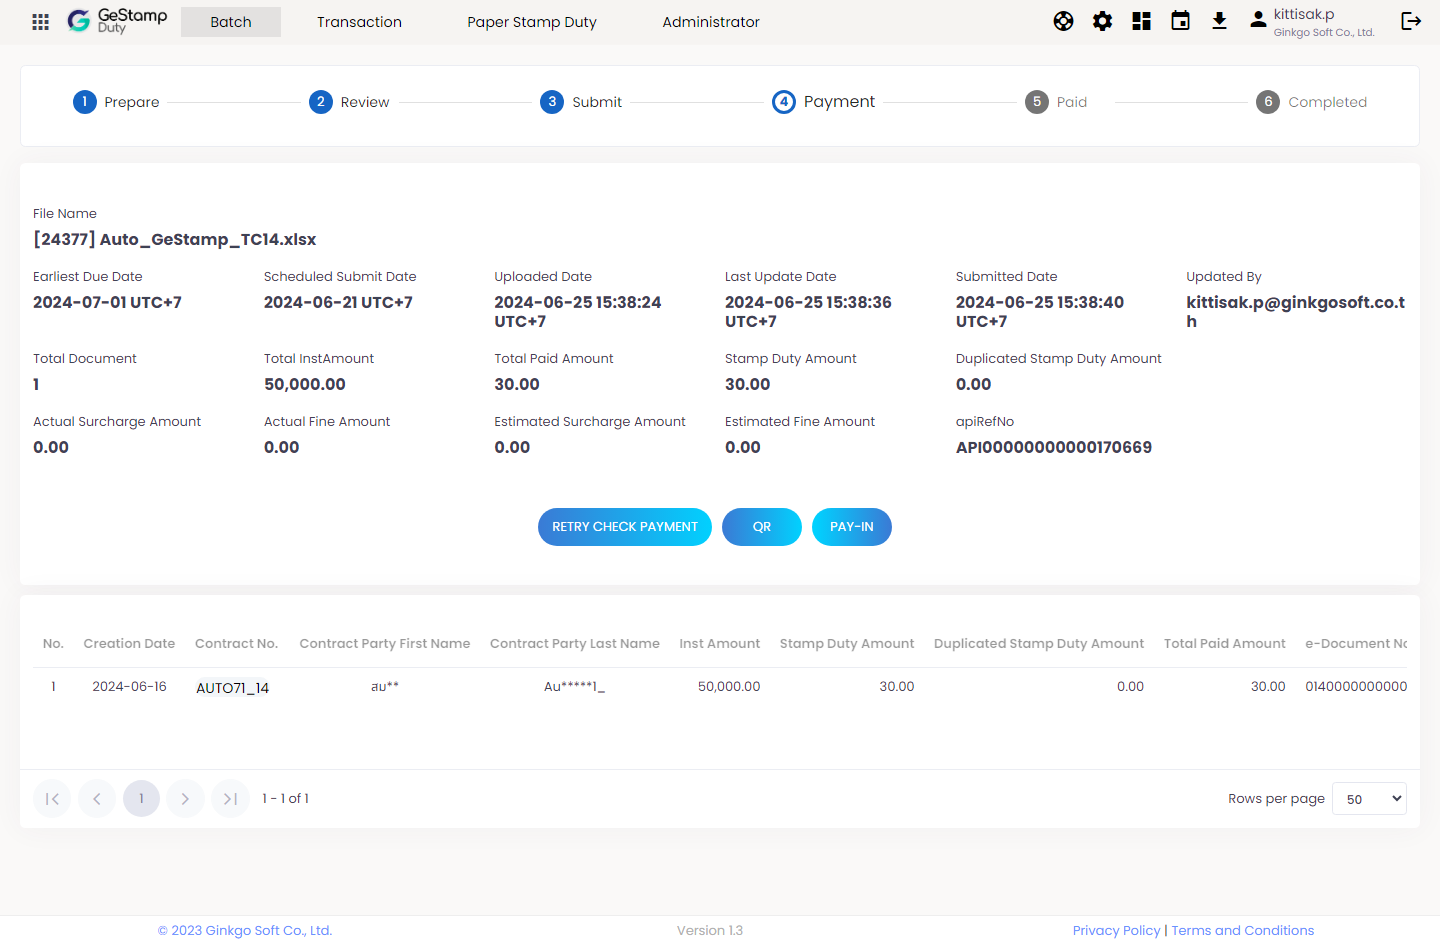 GeStamp
Duty
Batch
Transaction
Paper Stamp Duty
Administrator
kittisak.p
Ginkgo Soft Co., Ltd.
1 Prepare
2 Review
3 Submit
4 Payment
5 Paid
6 Completed
File Name
[24377] Auto_GeStamp_TC14.xlsx
Earliest Due Date
2024-07-01 UTC+7
Scheduled Submit Date
2024-06-21 UTC+7
Uploaded Date
2024-06-25 15:38:24
UTC+7
Last Update Date
2024-06-25 15:38:36
UTC+7
Submitted Date
2024-06-25 15:38:40
UTC+7
Updated By
kittisak.p@ginkgosoft.co.t
h
Total Document
1
Total InstAmount
50,000.00
Total Paid Amount
30.00
Stamp Duty Amount
30.00
Duplicated Stamp Duty Amount
0.00
Actual Surcharge Amount
0.00
Actual Fine Amount
0.00
Estimated Surcharge Amount
0.00
Estimated Fine Amount
0.00
apiRefNo
API00000000000170669
RETRY CHECK PAYMENT
QR
PAY-IN
No. Creation Date Contract No. Contract Party First Name Contract Party Last Name Inst Amount Stamp Duty Amount Duplicated Stamp Duty Amount Total Paid Amount e-Document No
1 2024-06-16 AUTO71_14 สม** Au*****1_ 50,000.00 30.00 0.00 30.00 0140000000000
1
1 - 1 of 1
Rows per page 50
© 2023 Ginkgo Soft Co., Ltd.
Version 1.3
Privacy Policy | Terms and Conditions